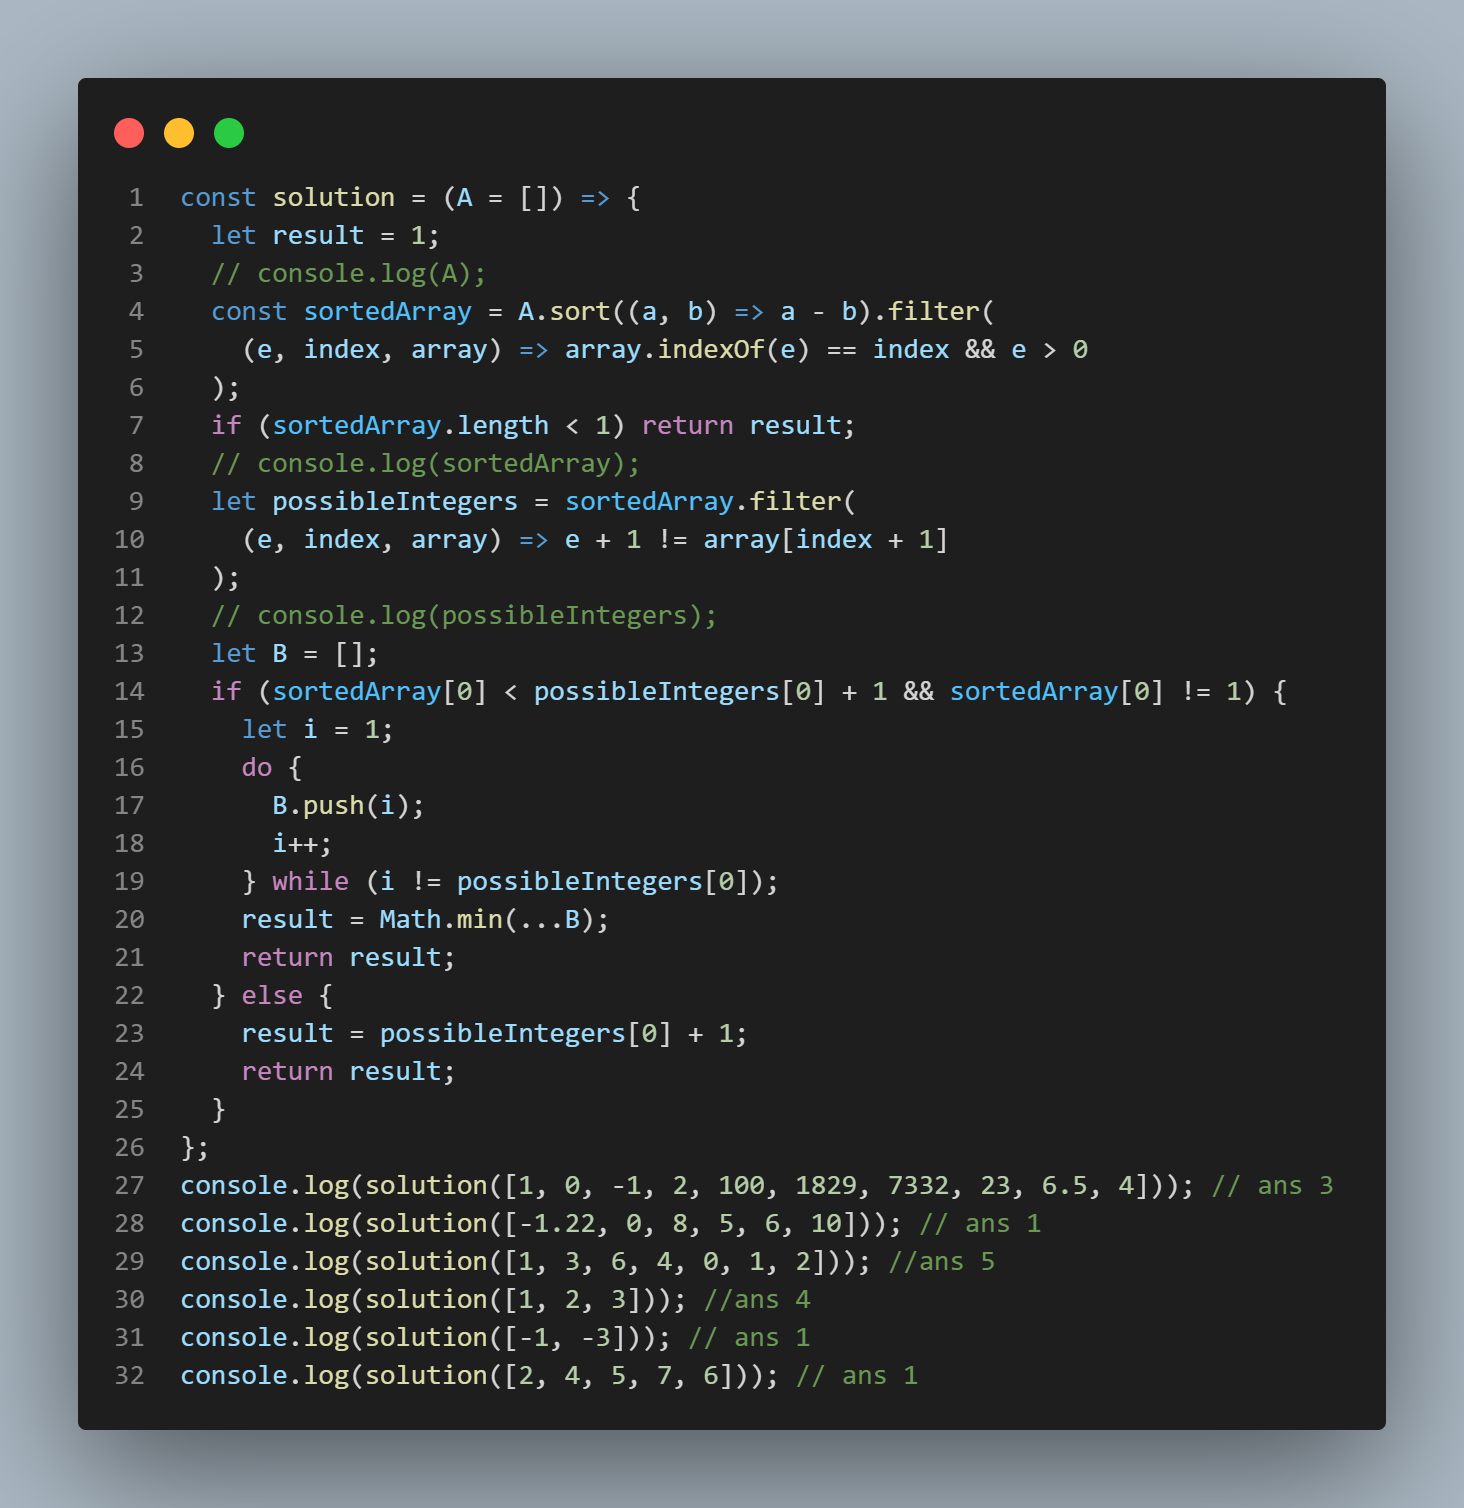 1 const solution = (A = []) => {
2   let result = 1;
3   // console.log(A);
4   const sortedArray = A.sort((a, b) => a - b).filter(
5     (e, index, array) => array.indexOf(e) == index && e > 0
6   );
7   if (sortedArray.length < 1) return result;
8   // console.log(sortedArray);
9   let possibleIntegers = sortedArray.filter(
10     (e, index, array) => e + 1 != array[index + 1]
11   );
12   // console.log(possibleIntegers);
13   let B = [];
14   if (sortedArray[0] < possibleIntegers[0] + 1 && sortedArray[0] != 1) {
15     let i = 1;
16     do {
17       B.push(i);
18       i++;
19     } while (i != possibleIntegers[0]);
20     result = Math.min(...B);
21     return result;
22   } else {
23     result = possibleIntegers[0] + 1;
24     return result;
25   }
26 };
27 console.log(solution([1, 0, -1, 2, 100, 1829, 7332, 23, 6.5, 4])); // ans 3
28 console.log(solution([-1.22, 0, 8, 5, 6, 10])); // ans 1
29 console.log(solution([1, 3, 6, 4, 0, 1, 2])); //ans 5
30 console.log(solution([1, 2, 3])); //ans 4
31 console.log(solution([-1, -3])); // ans 1
32 console.log(solution([2, 4, 5, 7, 6])); // ans 1